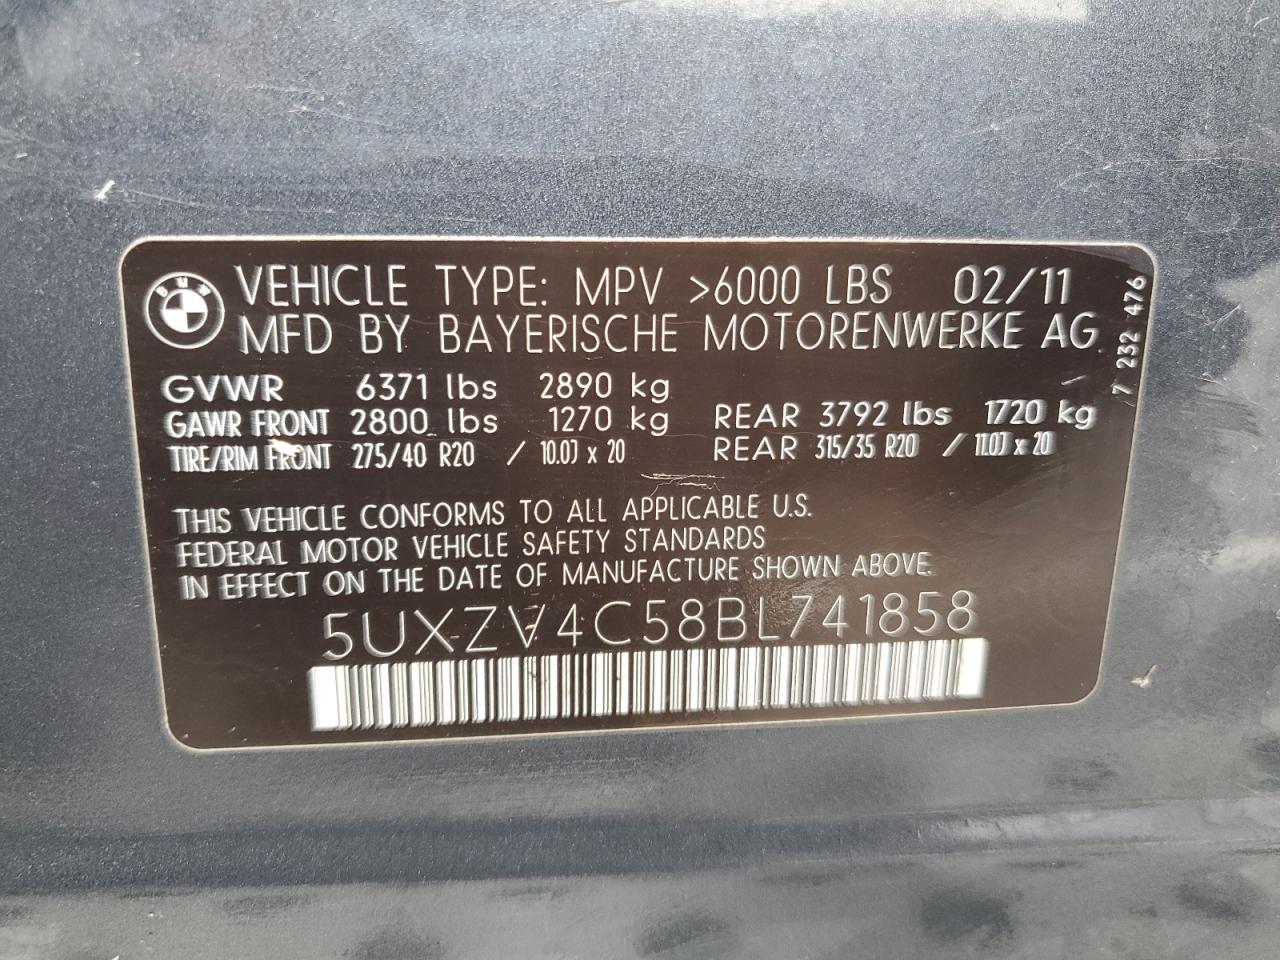 BMW
VEHICLE TYPE: MPV >6000 LBS 02/11
MFD BY BAYERISCHE MOTORENWERKE AG
GVWR 6371 lbs 2890 kg
GAWR FRONT 2800 lbs 1270 kg REAR 3792 lbs 1720 kg
TIRE/RIM FRONT 275/40 R20 / 10.0J x 20 REAR 315/35 R20 / 11.0J x 20
THIS VEHICLE CONFORMS TO ALL APPLICABLE U.S.
FEDERAL MOTOR VEHICLE SAFETY STANDARDS
IN EFFECT ON THE DATE OF MANUFACTURE SHOWN ABOVE.
5UXZV4C58BL741858
7 232 476